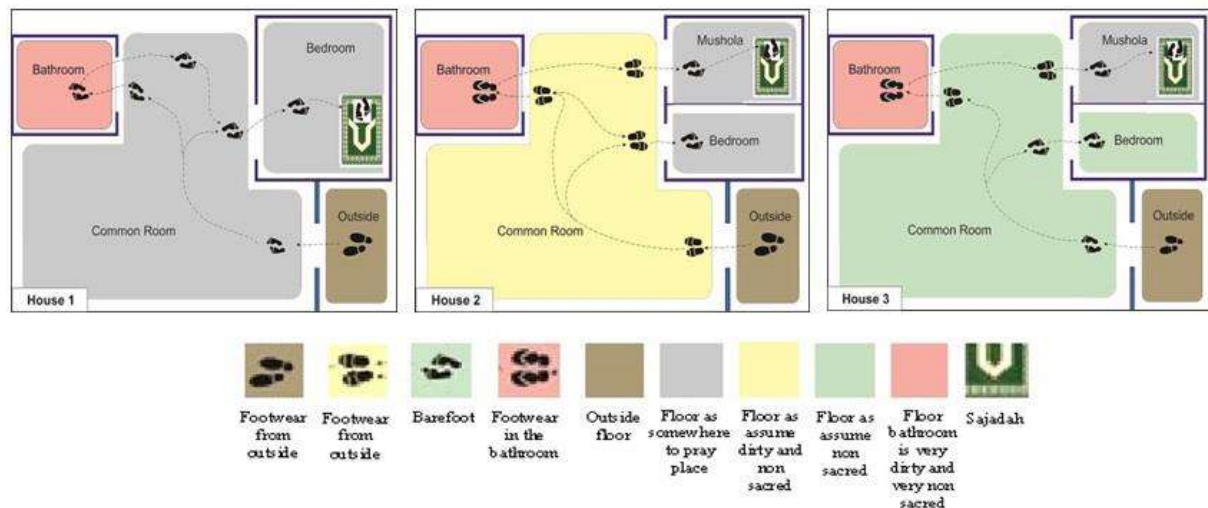 Bathroom
Bedroom
Common Room
Outside
House 1
Bathroom
Mushola
Bedroom
Common Room
Outside
House 2
Bathroom
Mushola
Bedroom
Common Room
Outside
House 3
Footwear
from
outside
Footwear
from
outside
Barefoot
Footwear
in the
bathroom
Outside
floor
Floor as
somewhere
to pray
place
Floor as
assume
dirty and
non
sacred
Floor as
assume
non
sacred
Floor
bathroom
is very
dirty and
very non
sacred
Sajadah